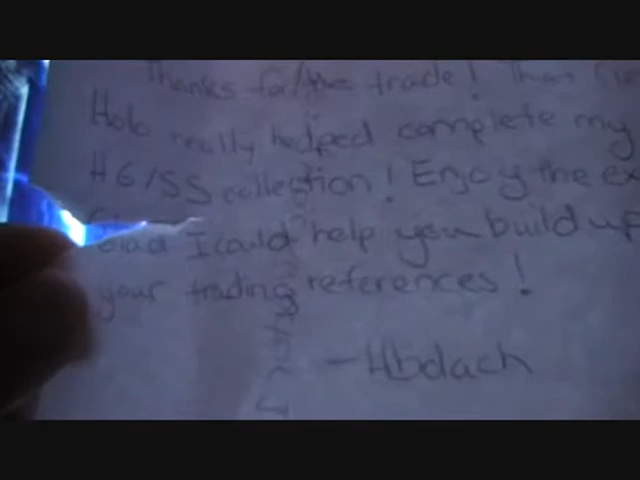 Thanks for the trade! That
Holo really helped complete my
HG/SS collection! Enjoy the
Glad I could help you build up
your trading references!